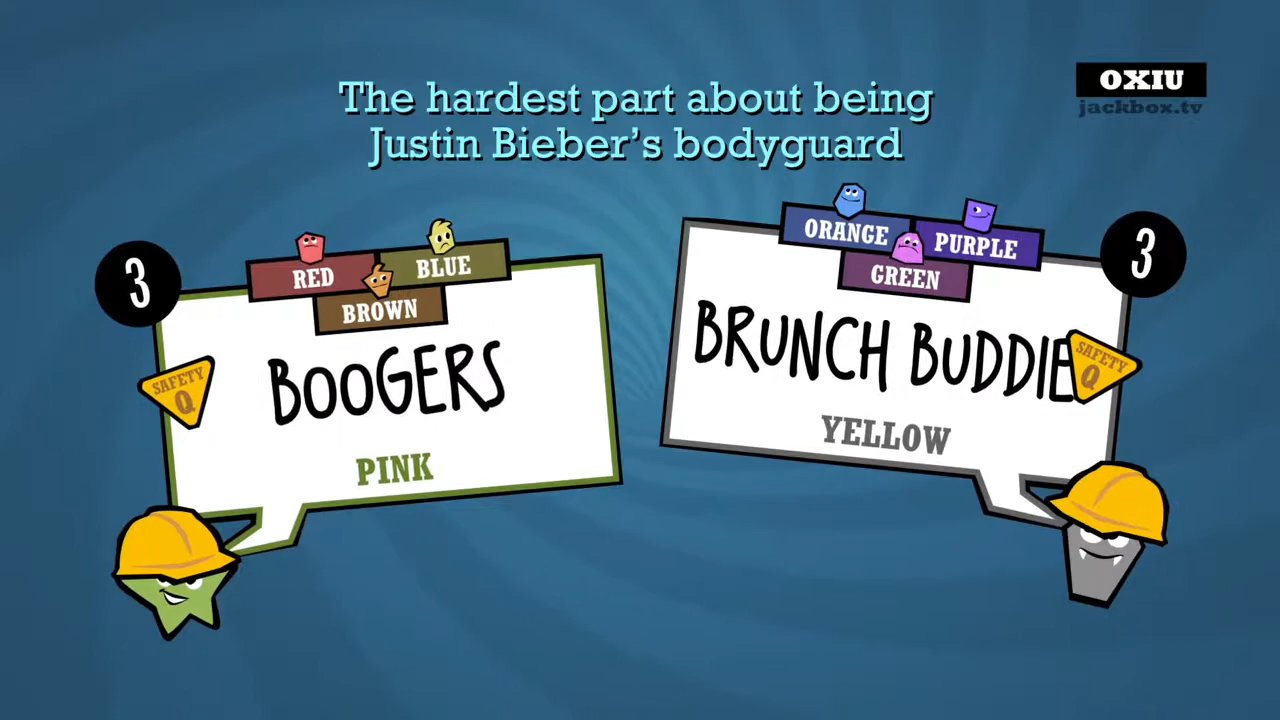 OXIU
jackbox.tv
The hardest part about being
Justin Bieber's bodyguard
3
RED
BLUE
BROWN
SAFETY
Q
BOOGERS
PINK
ORANGE
PURPLE
GREEN
3
BRUNCH BUDDIE
SAFETY
Q
YELLOW